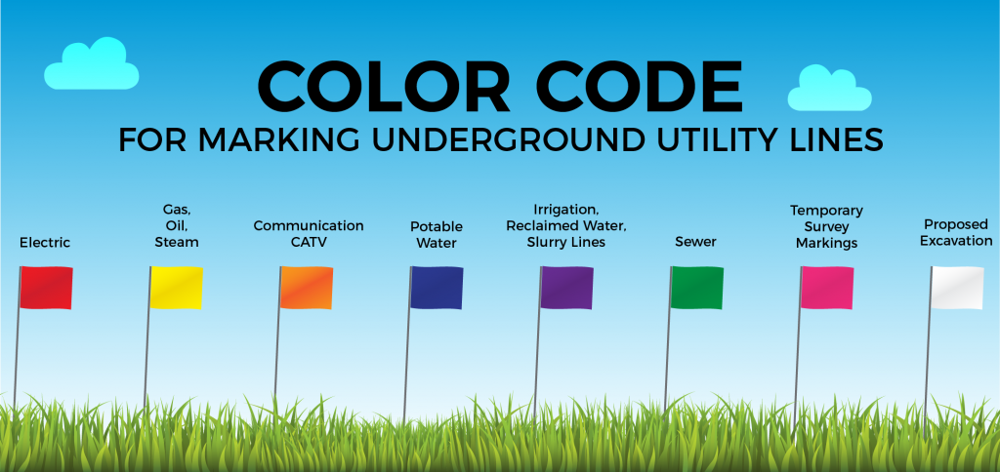 COLOR CODE
FOR MARKING UNDERGROUND UTILITY LINES
Electric
Gas,
Oil,
Steam
Communication
CATV
Potable
Water
Irrigation,
Reclaimed Water,
Slurry Lines
Sewer
Temporary
Survey
Markings
Proposed
Excavation